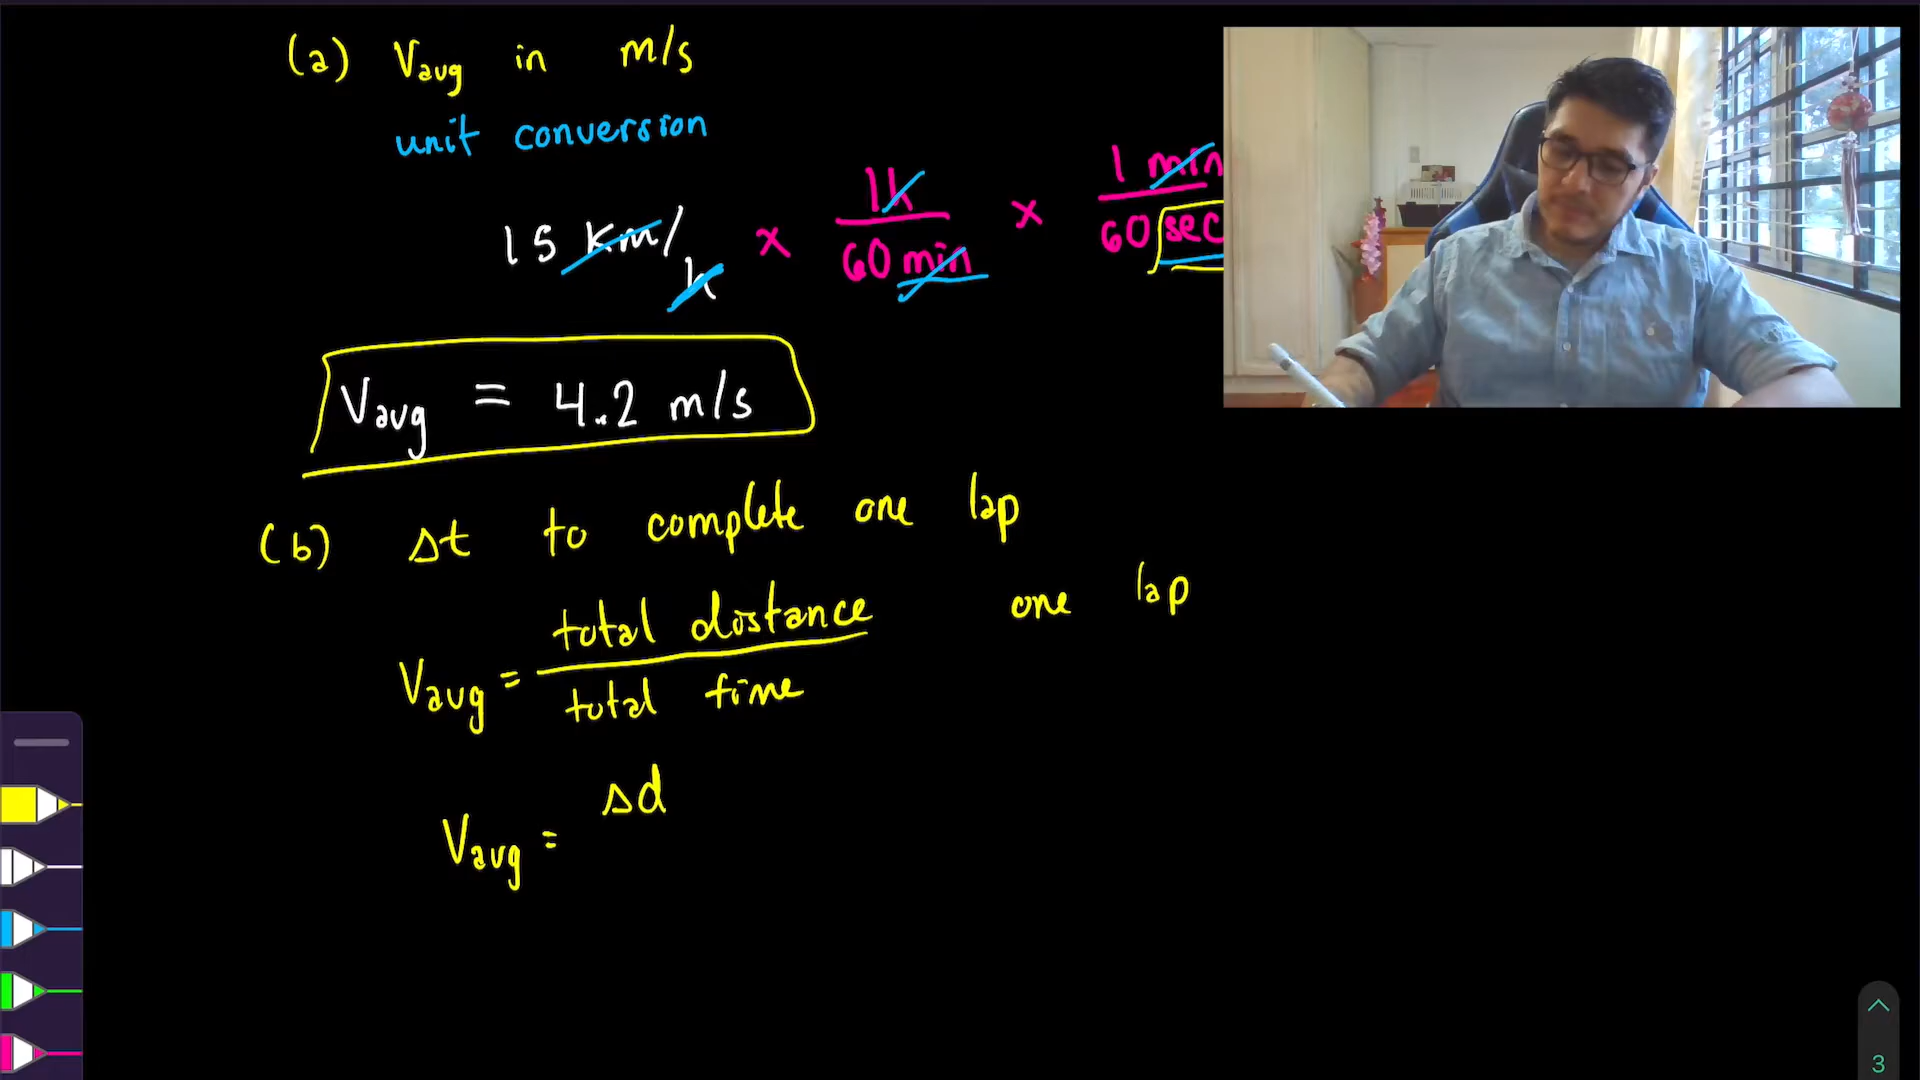 (a) Vavg in m/s
unit conversion
15 km/h × 1h/60 min × 1 min/60 sec
Vavg = 4.2 m/s
(b) Δt to complete one lap
Vavg = total distance/total time one lap
Vavg = Δd
3